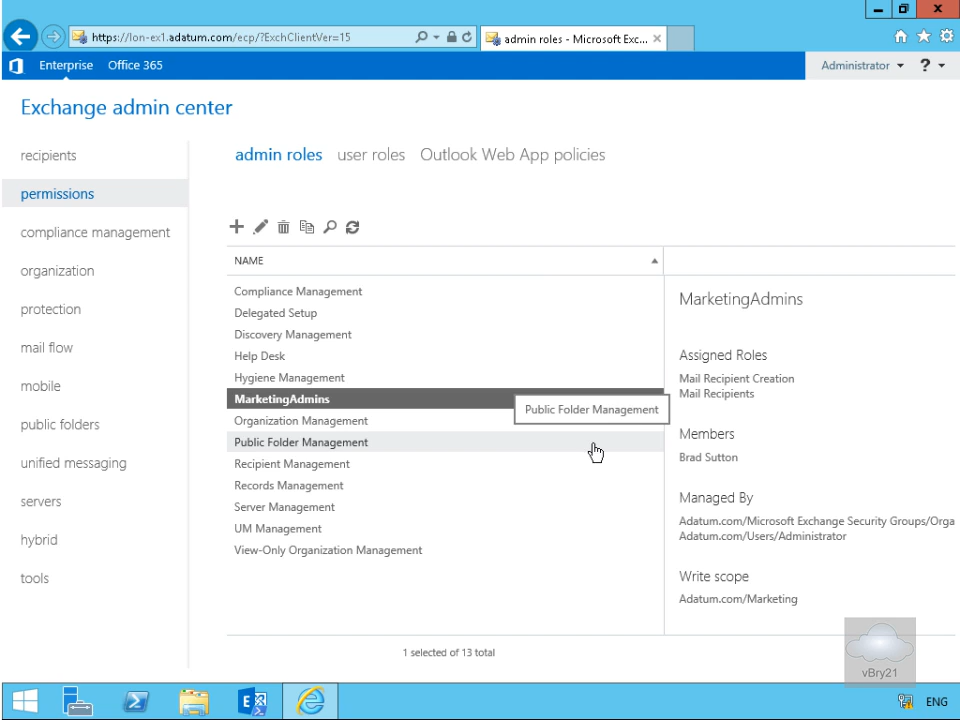 https://lon-ex1.adatum.com/ecp/?ExchClientVer=15
admin roles - Microsoft Exc...
Enterprise Office 365
Administrator ?
Exchange admin center
recipients
permissions
compliance management
organization
protection
mail flow
mobile
public folders
unified messaging
servers
hybrid
tools
admin roles user roles Outlook Web App policies
NAME
Compliance Management
Delegated Setup
Discovery Management
Help Desk
Hygiene Management
MarketingAdmins
Organization Management
Public Folder Management
Recipient Management
Records Management
Server Management
UM Management
View-Only Organization Management
Public Folder Management
1 selected of 13 total
MarketingAdmins
Assigned Roles
Mail Recipient Creation
Mail Recipients
Members
Brad Sutton
Managed By
Adatum.com/Microsoft Exchange Security Groups/Orga
Adatum.com/Users/Administrator
Write scope
Adatum.com/Marketing
vBry21
ENG